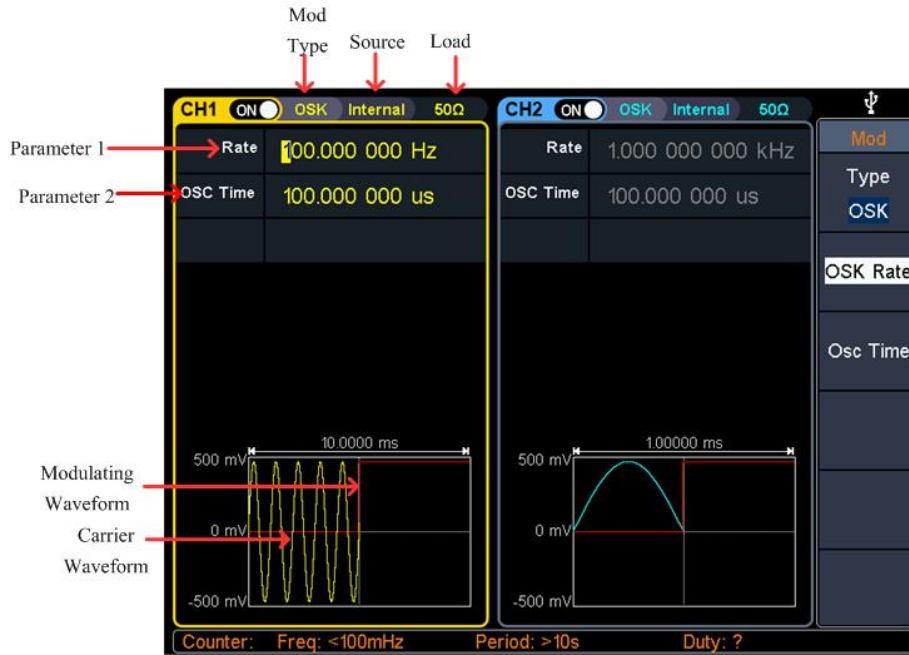 Mod
Type Source Load
CH1 ON OSK Internal 50Ω CH2 ON OSK Internal 50Ω
Mod
Parameter 1 Rate 100.000 000 Hz Rate 1.000 000 000 kHz
Type
Parameter 2 OSC Time 100.000 000 us OSC Time 100.000 000 us
OSK
OSK Rate
Osc Time
10.0000 ms 1.00000 ms
500 mV 500 mV
Modulating
Waveform
0 mV 0 mV
Carrier
Waveform
-500 mV -500 mV
Counter: Freq: <100mHz Period: >10s Duty: ?